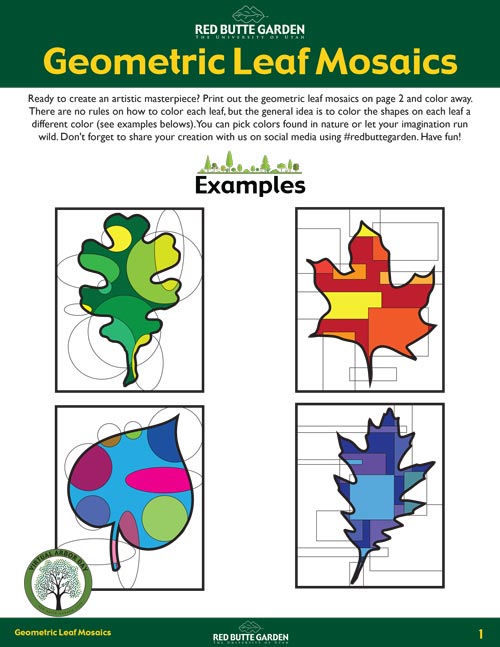 RED BUTTE GARDEN
THE UNIVERSITY OF UTAH
Geometric Leaf Mosaics
Ready to create an artistic masterpiece? Print out the geometric leaf mosaics on page 2 and color away.
There are no rules on how to color each leaf, but the general idea is to color the shapes on each leaf a
different color (see examples belows). You can pick colors found in nature or let your imagination run
wild. Don't forget to share your creation with us on social media using #redbuttegarden. Have fun!
Examples
VIRTUAL ARBOR DAY
Geometric Leaf Mosaics
RED BUTTE GARDEN
THE UNIVERSITY OF UTAH
1